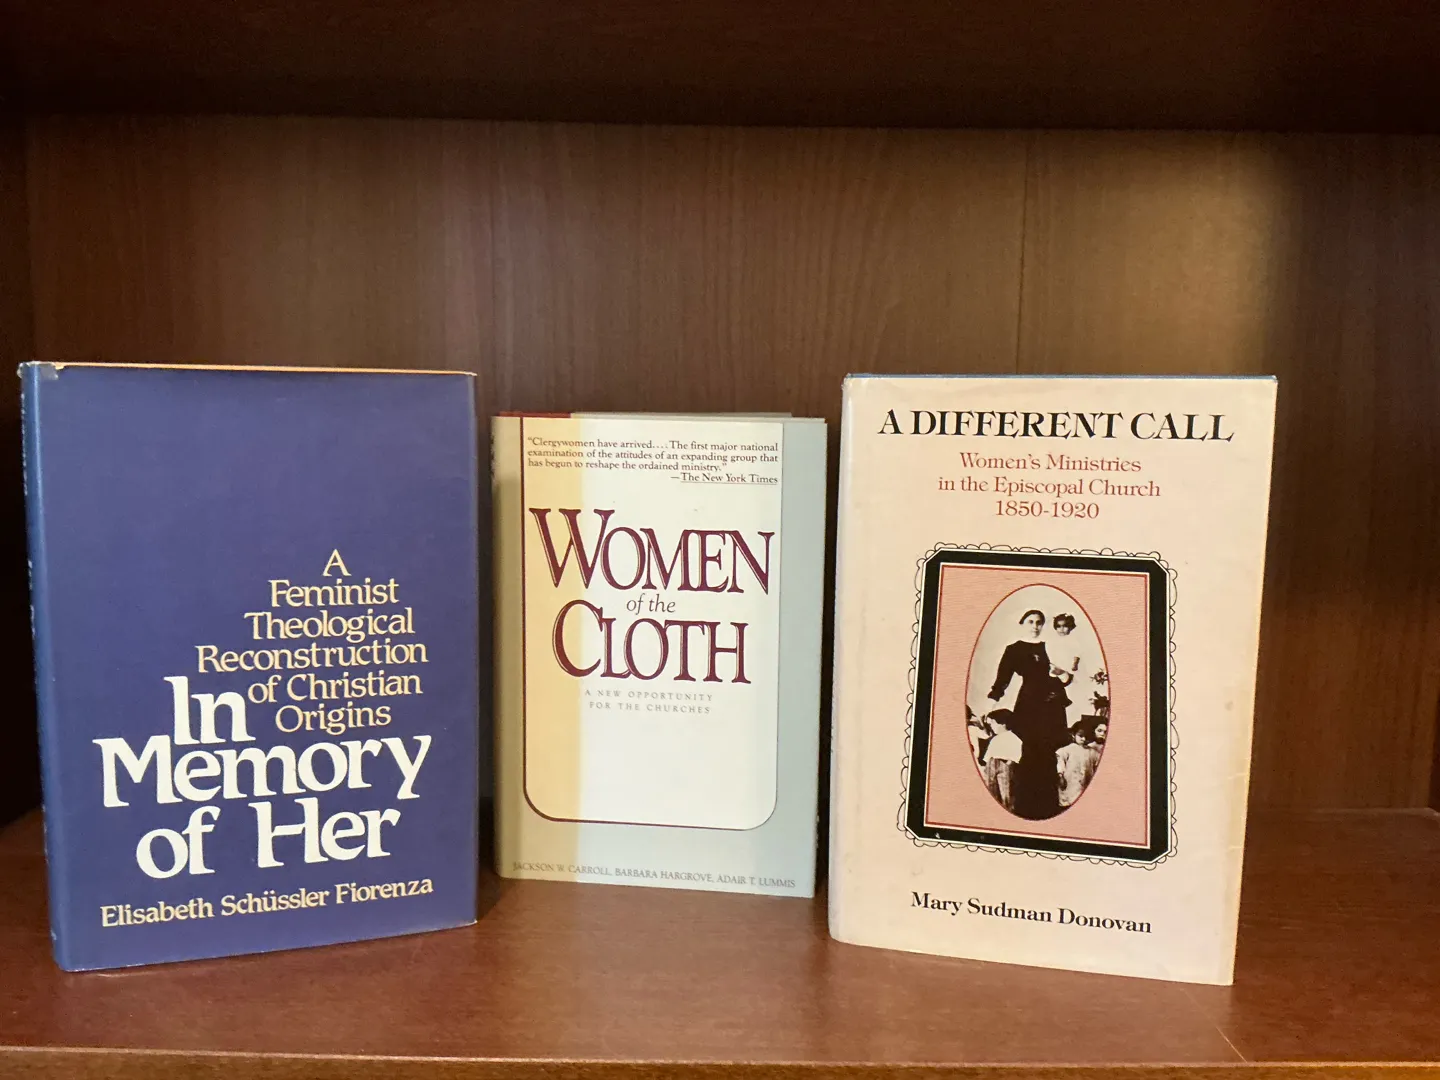 A
Feminist
Theological
Reconstruction
of Christian
Origins
In
Memory
of Her
Elisabeth Schüssler Fiorenza
"Clergywomen have arrived.... The first major national
examination of the attitudes of an expanding group that
has begun to reshape the ordained ministry."
—The New York Times
WOMEN
of the
CLOTH
A NEW OPPORTUNITY
FOR THE CHURCHES
JACKSON W. CARROLL, BARBARA HARGROVE, ADAIR T. LUMMIS
A DIFFERENT CALL
Women's Ministries
in the Episcopal Church
1850-1920
Mary Sudman Donovan